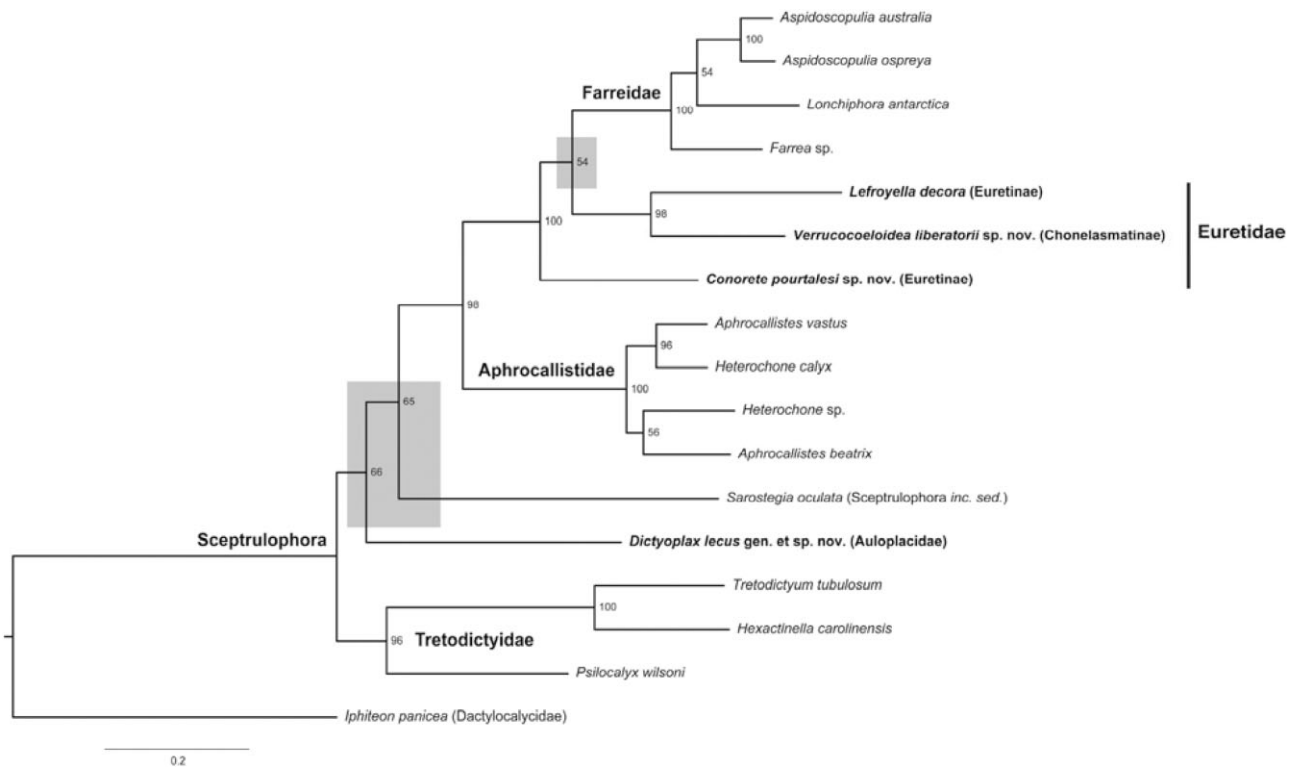 Aspidoscopulia australia
100
Aspidoscopulia ospreya
54
Farreidae
100
Lonchiphora antarctica
Farrea sp.
54
Lefroyella decora (Euretinae)
98
Verrucocoeloidea liberatorii sp. nov. (Chonelasmatinae)
Euretidae
100
Conorete pourtalesi sp. nov. (Euretinae)
98
Aphrocallistes vastus
96
Heterochone calyx
Aphrocallistidae
100
Heterochone sp.
65
56
Aphrocallistes beatrix
66
Sarostegia oculata (Sceptrulophora inc. sed.)
Sceptrulophora
Dictyoplax lecus gen. et sp. nov. (Auloplacidae)
Tretodictyum tubulosum
100
Hexactinella carolinensis
96
Tretodictyidae
Psilocalyx wilsoni
Iphiteon panicea (Dactylocalycidae)
0.2